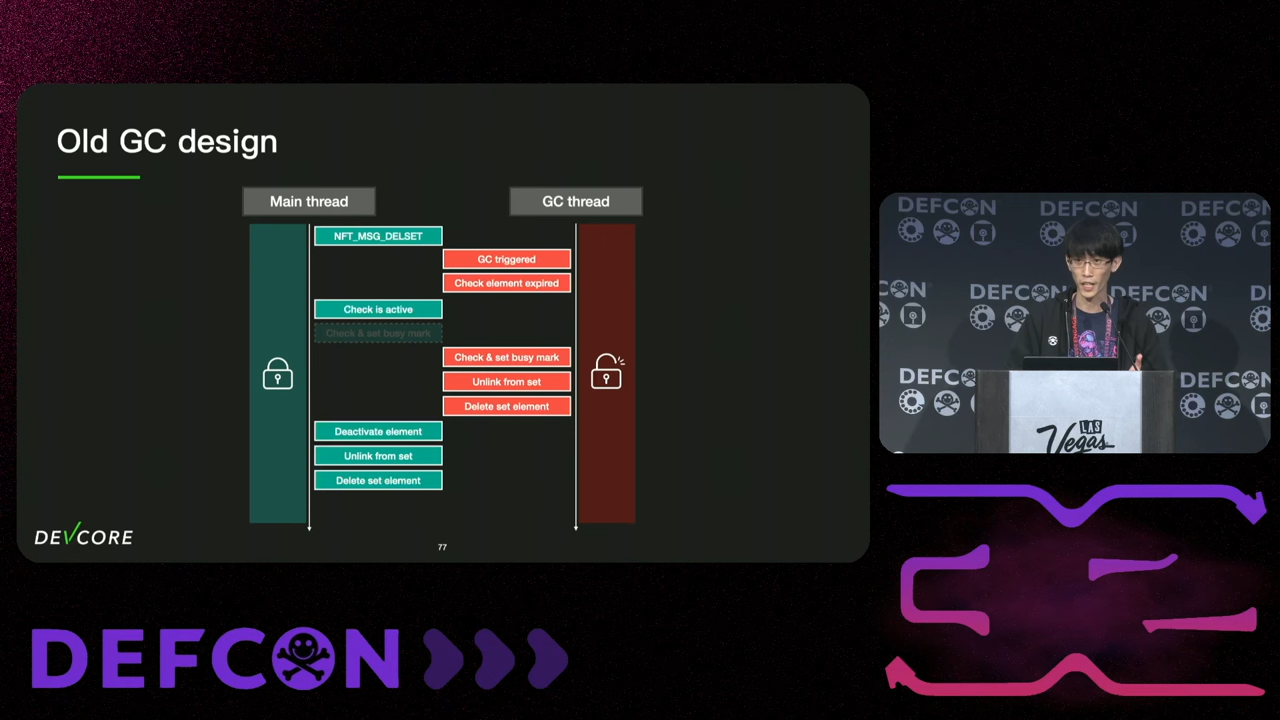 Old GC design
Main thread
GC thread
NFT_MSG_DELSET
GC triggered
Check element expired
Check is active
Check & set busy mark
Check & set busy mark
Unlink from set
Delete set element
Deactivate element
Unlink from set
Delete set element
DEVCORE
77
DEFCON
DEFCON
DEFCON
DEFCON
DEFCON
DEFCON
DEFCON
LAS
Vegas
DEFCON